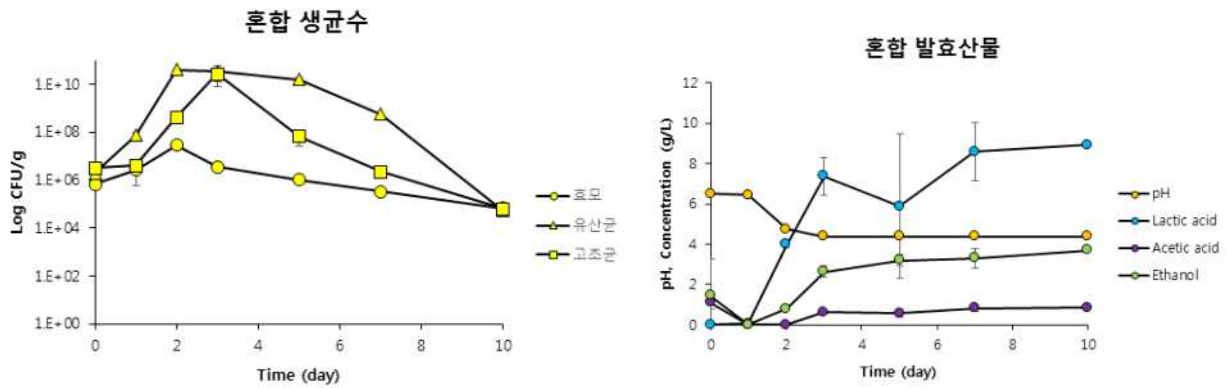 혼합 생균수
Log CFU/g
1.E+10
1.E+08
1.E+06
1.E+04
1.E+02
1.E+00
0
2
4
6
8
10
Time (day)
효모
유산균
고초균
혼합 발효산물
pH, Concentration (g/L)
12
10
8
6
4
2
0
0
2
4
6
8
10
Time (day)
pH
Lactic acid
Acetic acid
Ethanol